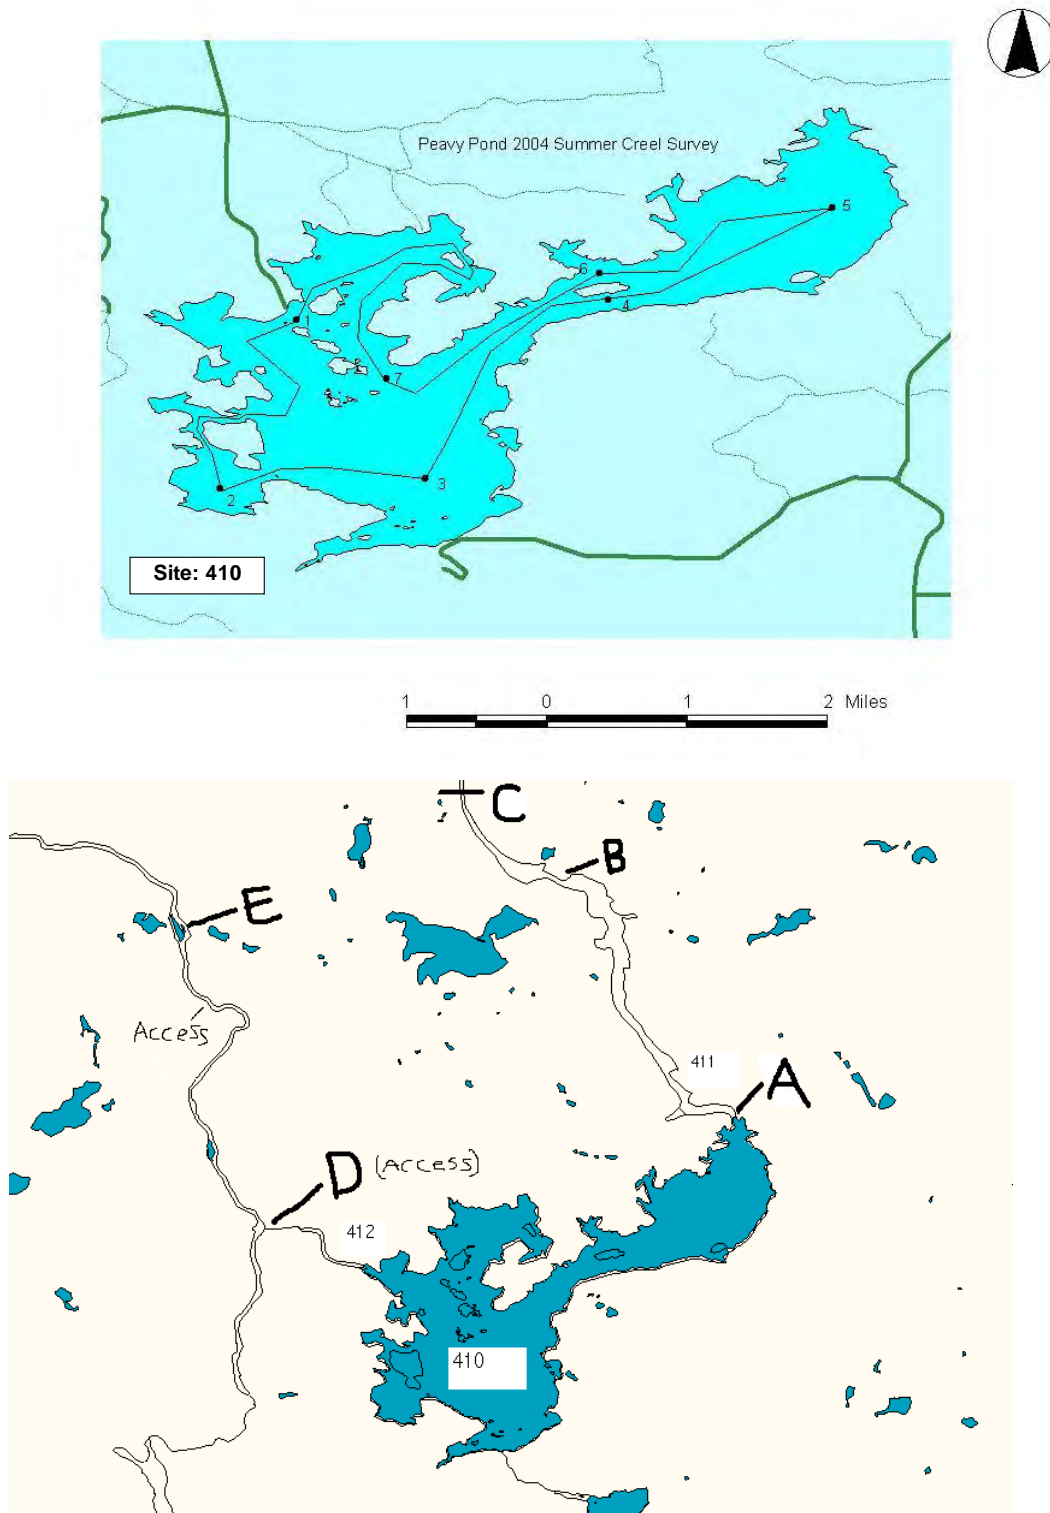 Peavy Pond 2004 Summer Creel Survey
5
6
4
1
7
3
2
Site: 410
1 0 1 2 Miles
C
B
E
Access
411
A
D (Access)
412
410